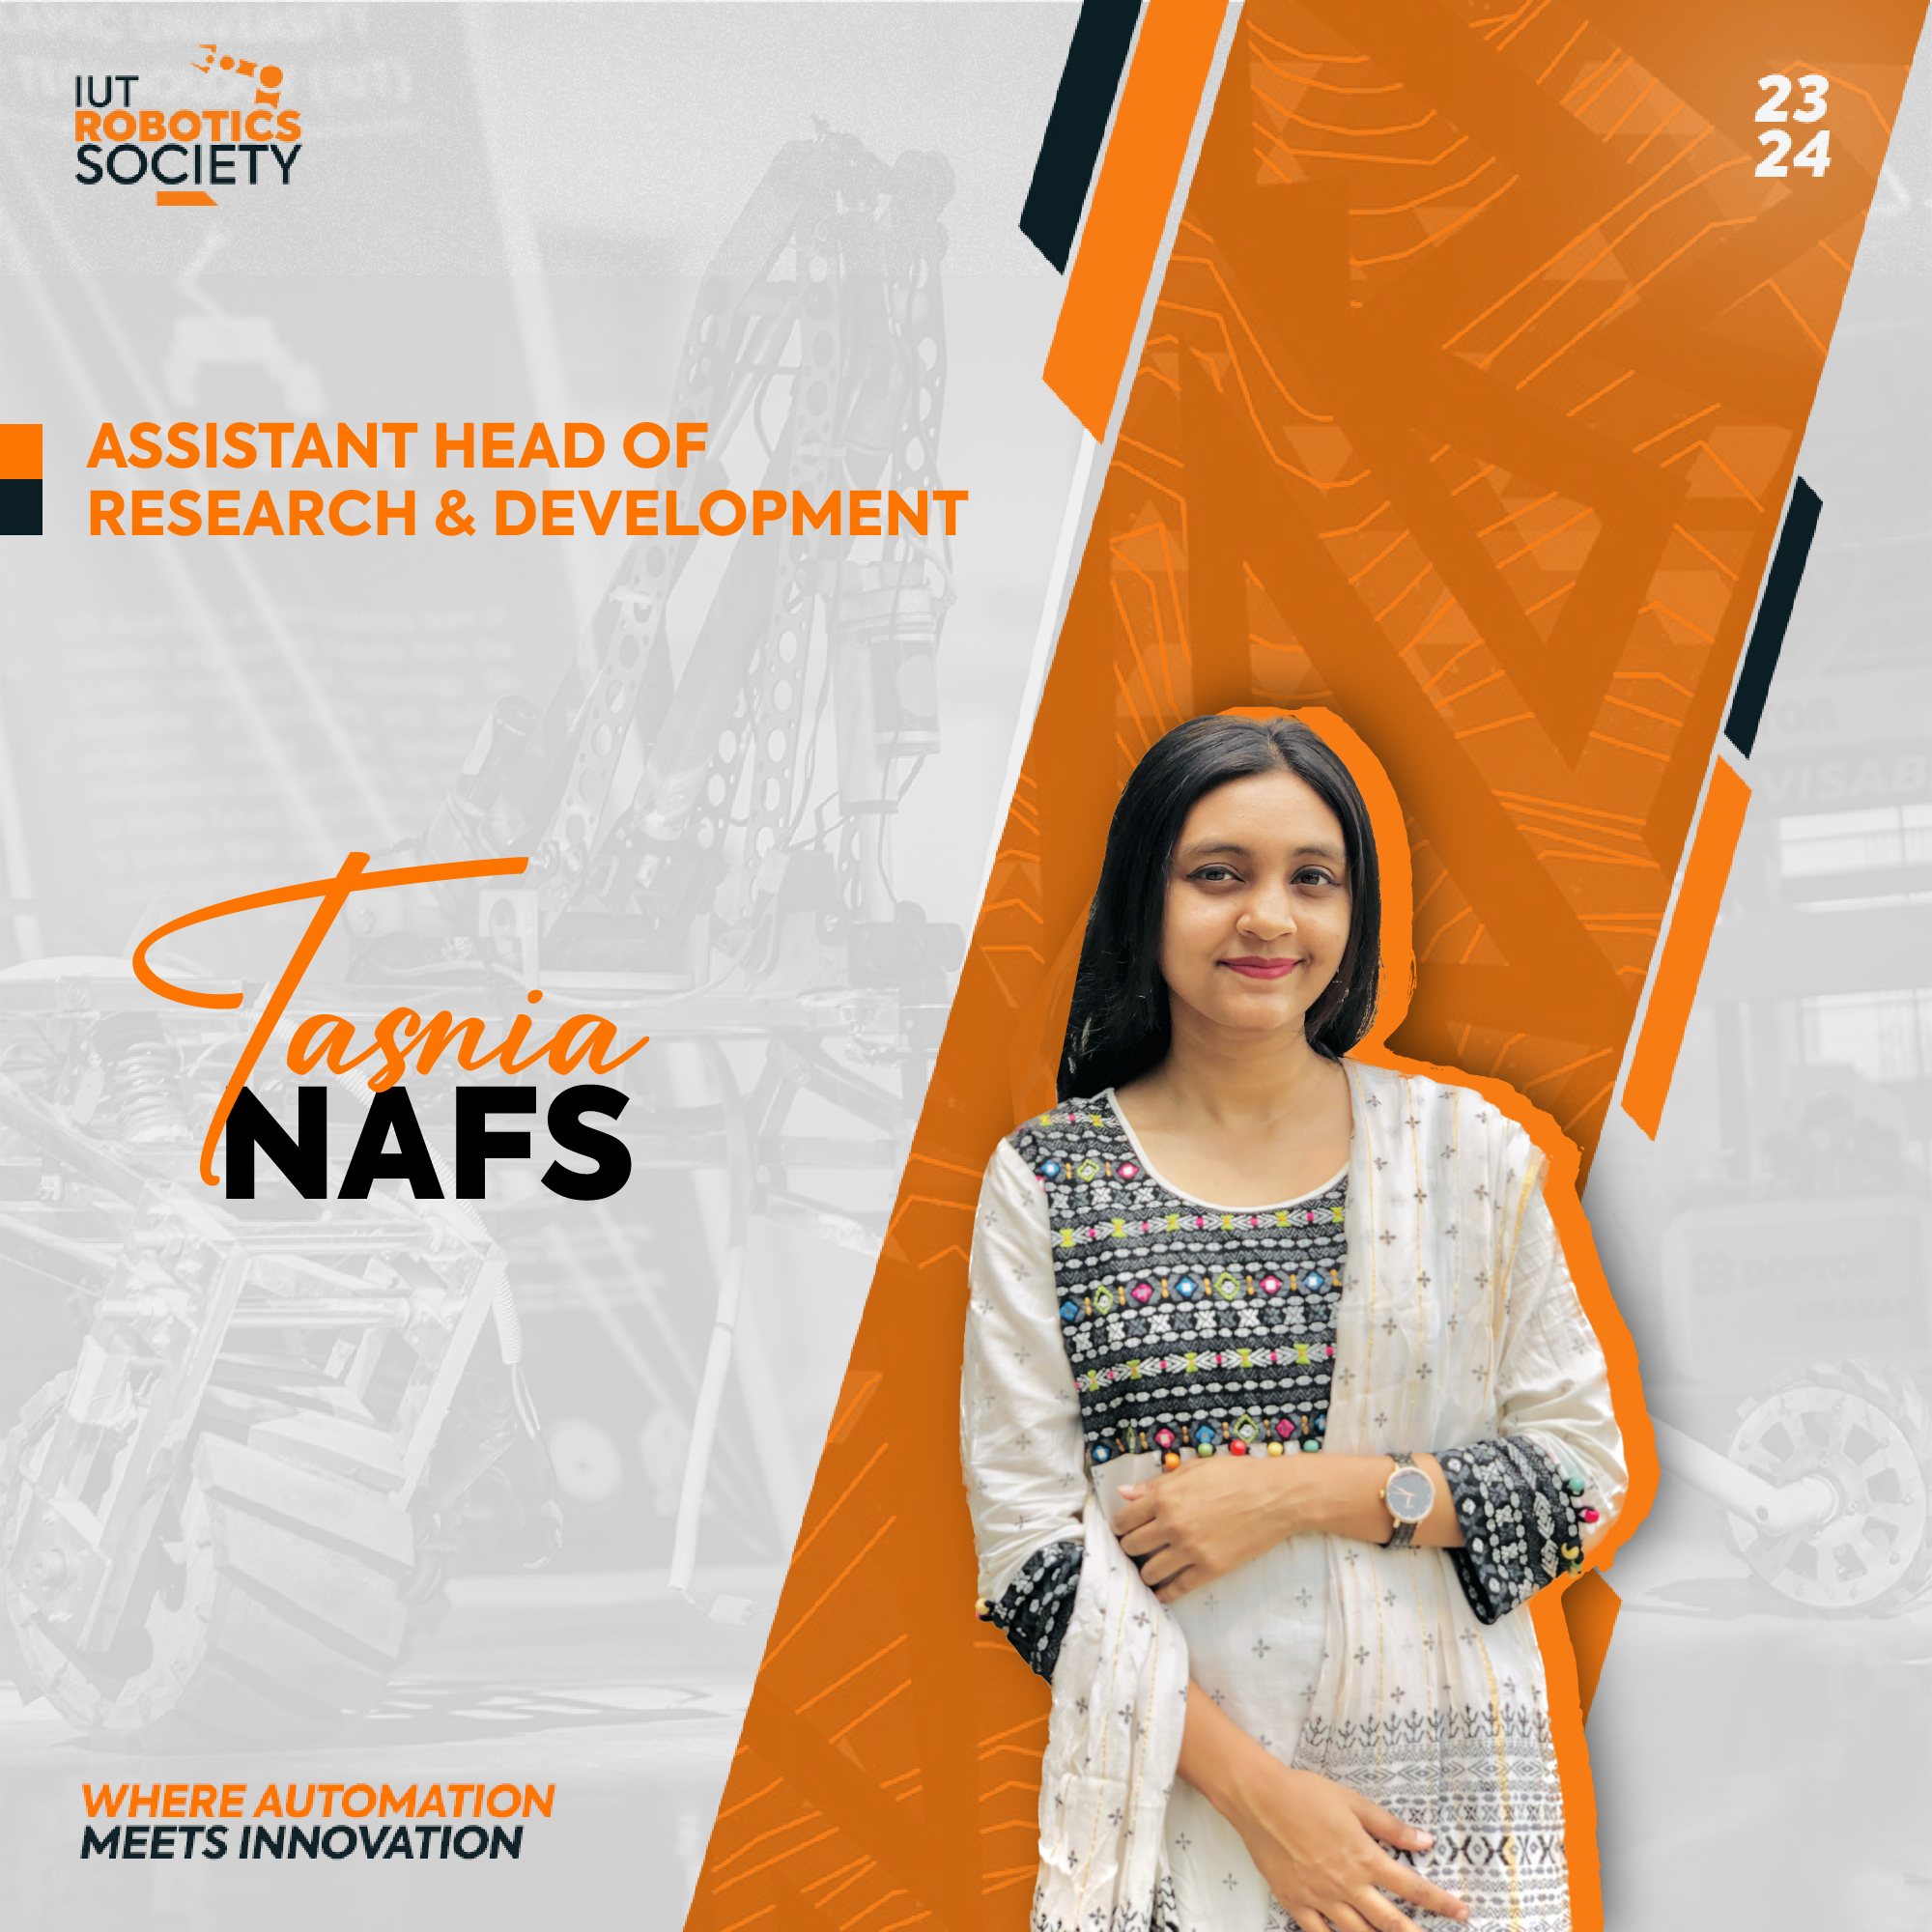 IUT
ROBOTICS
SOCIETY
23
24
ASSISTANT HEAD OF
RESEARCH & DEVELOPMENT
Tasnia
NAFS
WHERE AUTOMATION
MEETS INNOVATION